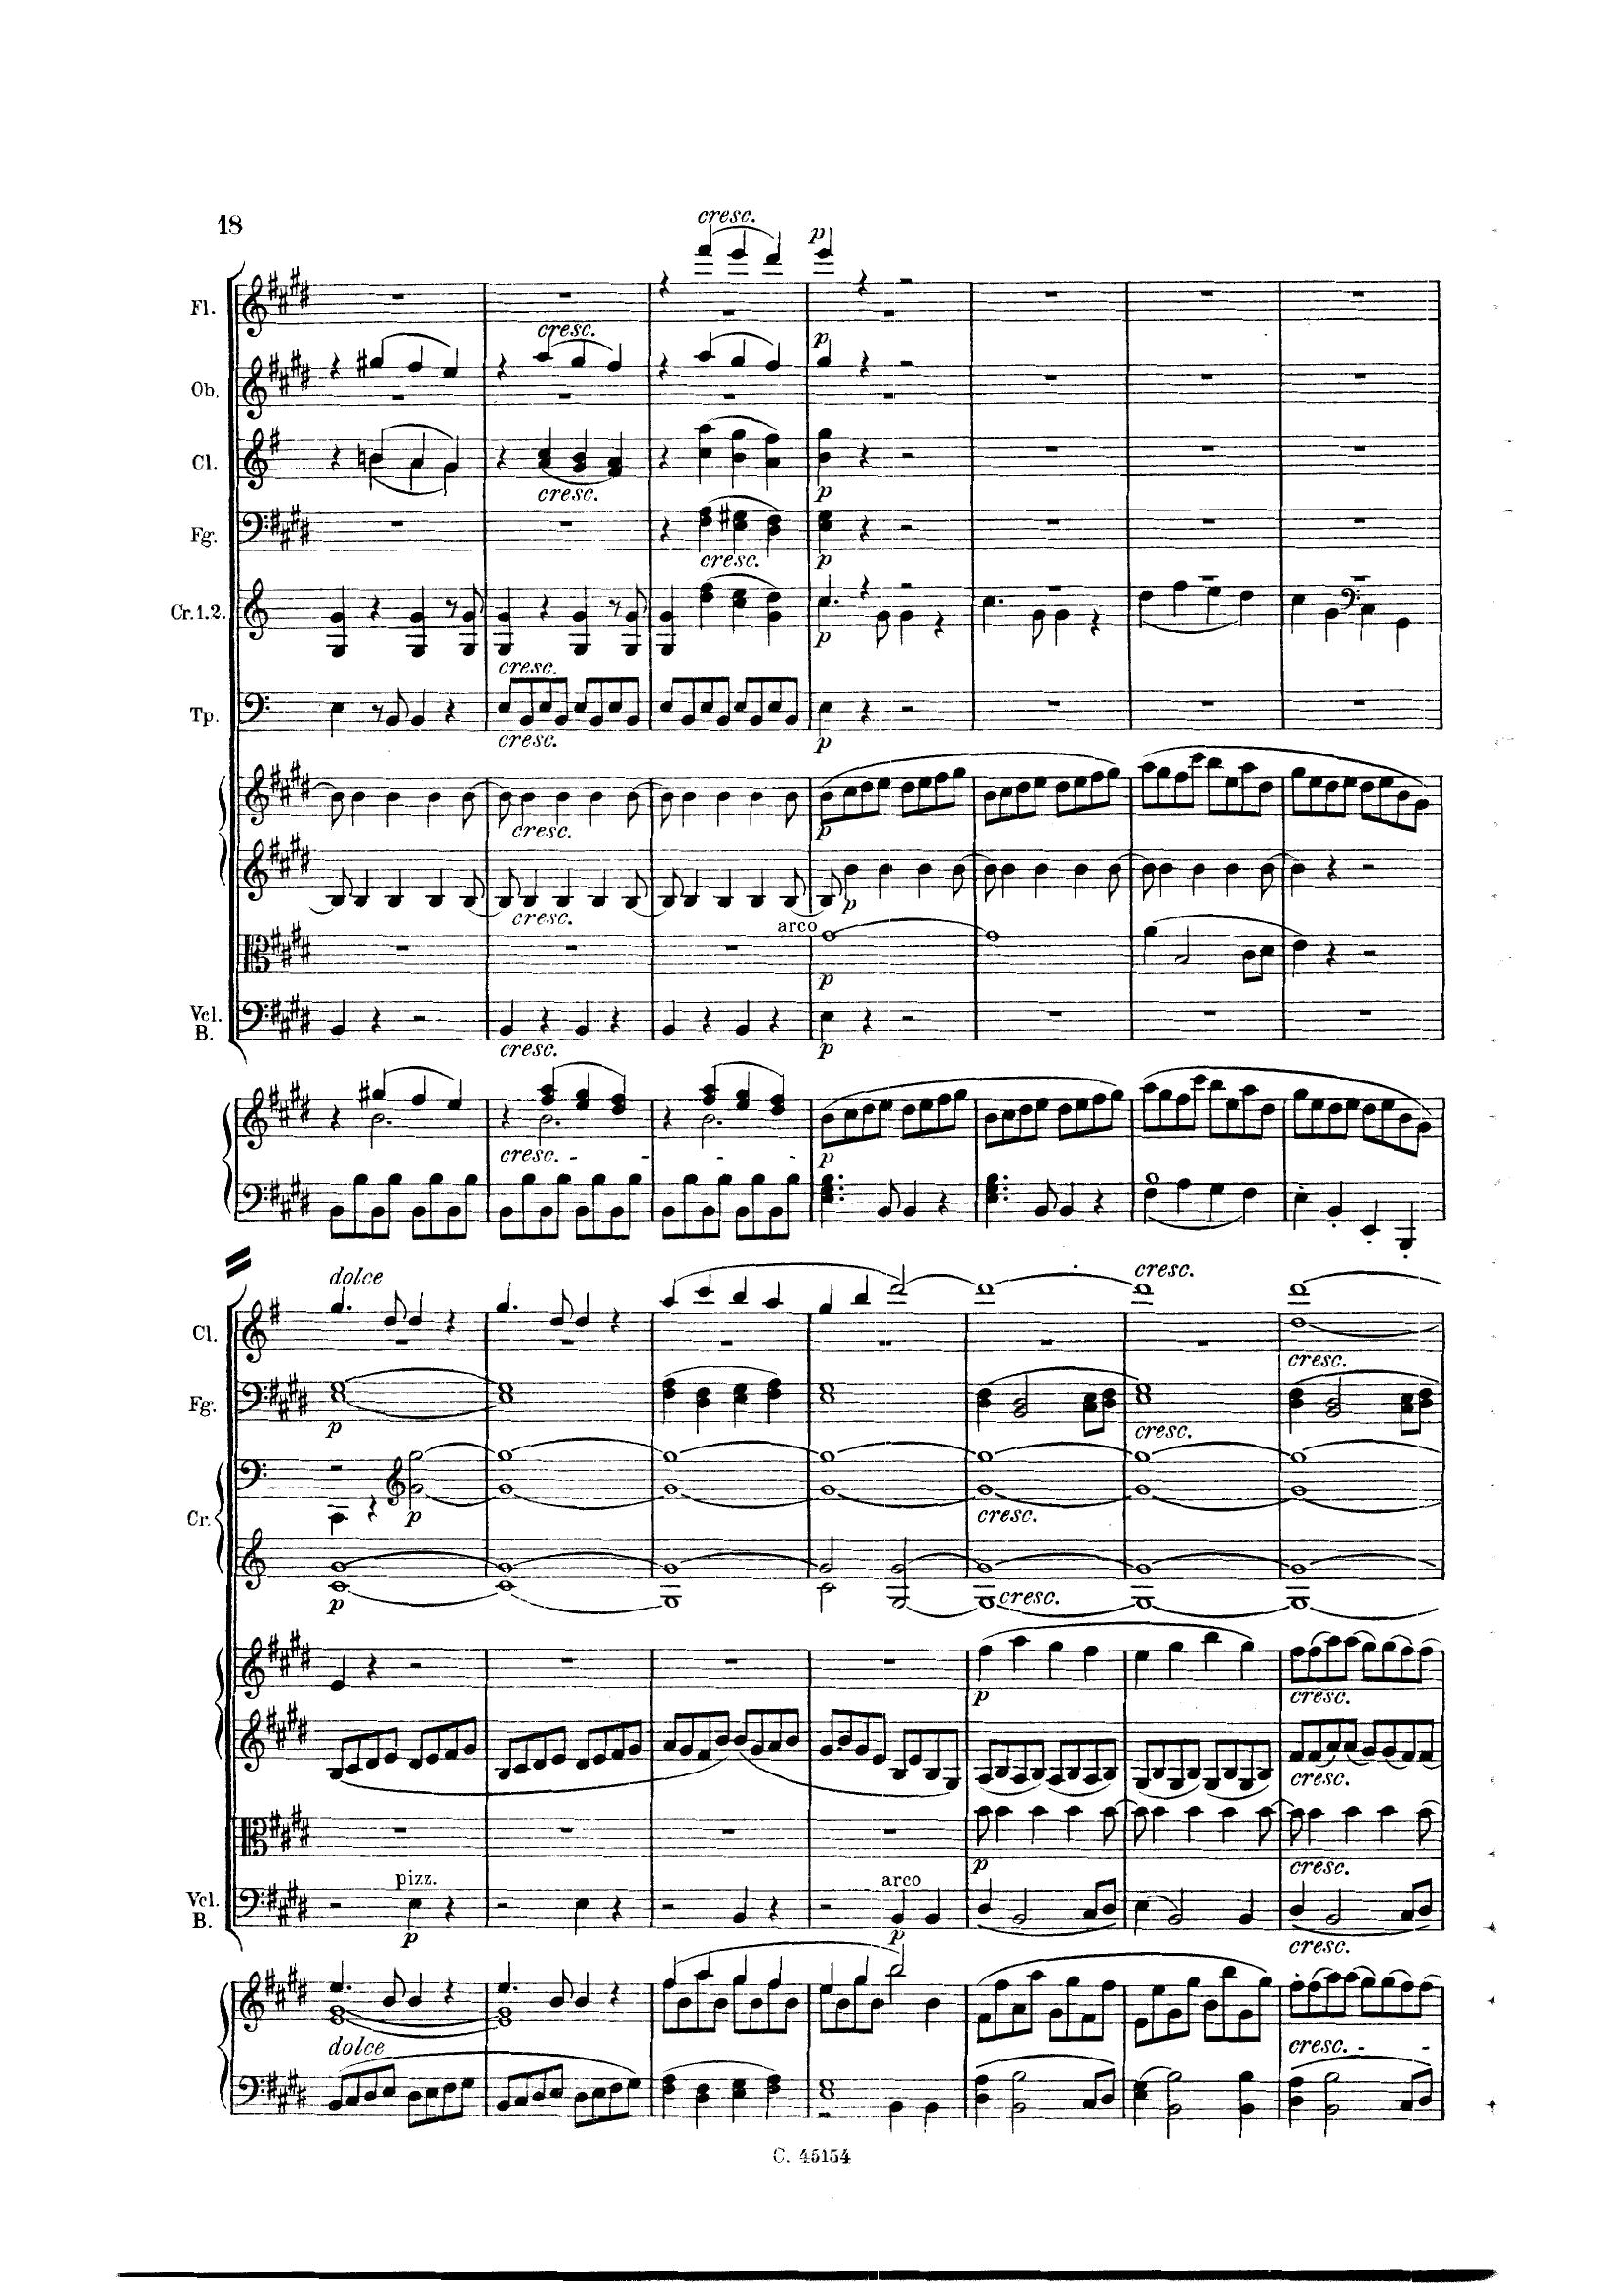 18
cresc.
p
Fl.
cresc.
p
Ob.
Cl.
cresc.
p
Fg.
cresc.
p
Cr. 1. 2.
p
cresc.
Tp.
cresc.
p
cresc.
p
cresc.
p
arco
p
Vcl.
B.
cresc.
p
cresc.
p
dolce
cresc.
Cl.
cresc.
Fg.
p
cresc.
Cr.
p
cresc.
p
cresc.
p
cresc.
cresc.
p
cresc.
pizz.
arco
Vcl.
B.
p
p
cresc.
dolce
cresc.
C. 45154